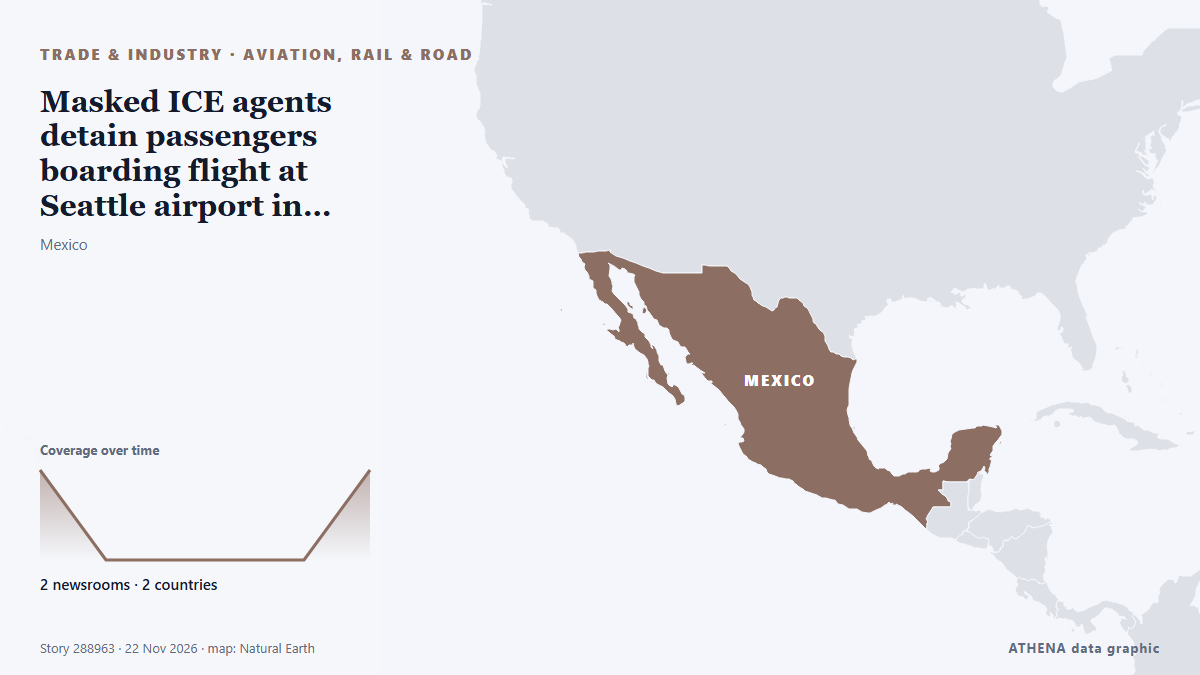 TRADE & INDUSTRY · AVIATION, RAIL & ROAD
Masked ICE agents
detain passengers
boarding flight at
Seattle airport in...
Mexico
MEXICO
Coverage over time
2 newsrooms · 2 countries
Story 288963 · 22 Nov 2026 · map: Natural Earth
ATHENA data graphic